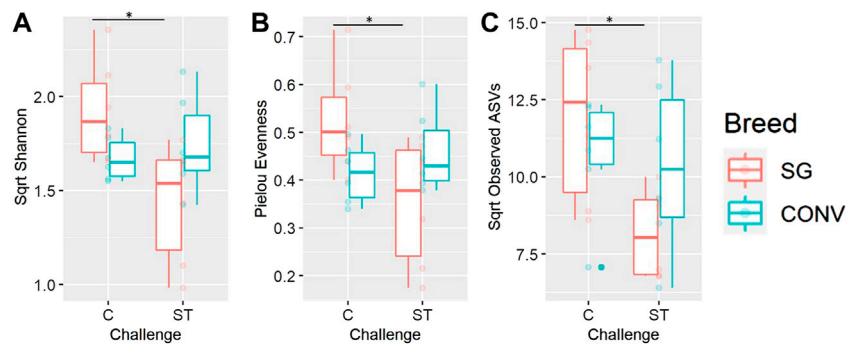 A
*
Sqrt Shannon
2.0
1.5
1.0
C ST
Challenge
B
*
Pielou Evenness
0.7
0.6
0.5
0.4
0.3
0.2
C ST
Challenge
C
*
Sqrt Observed ASVs
15.0
12.5
10.0
7.5
C ST
Challenge
Breed
SG
CONV